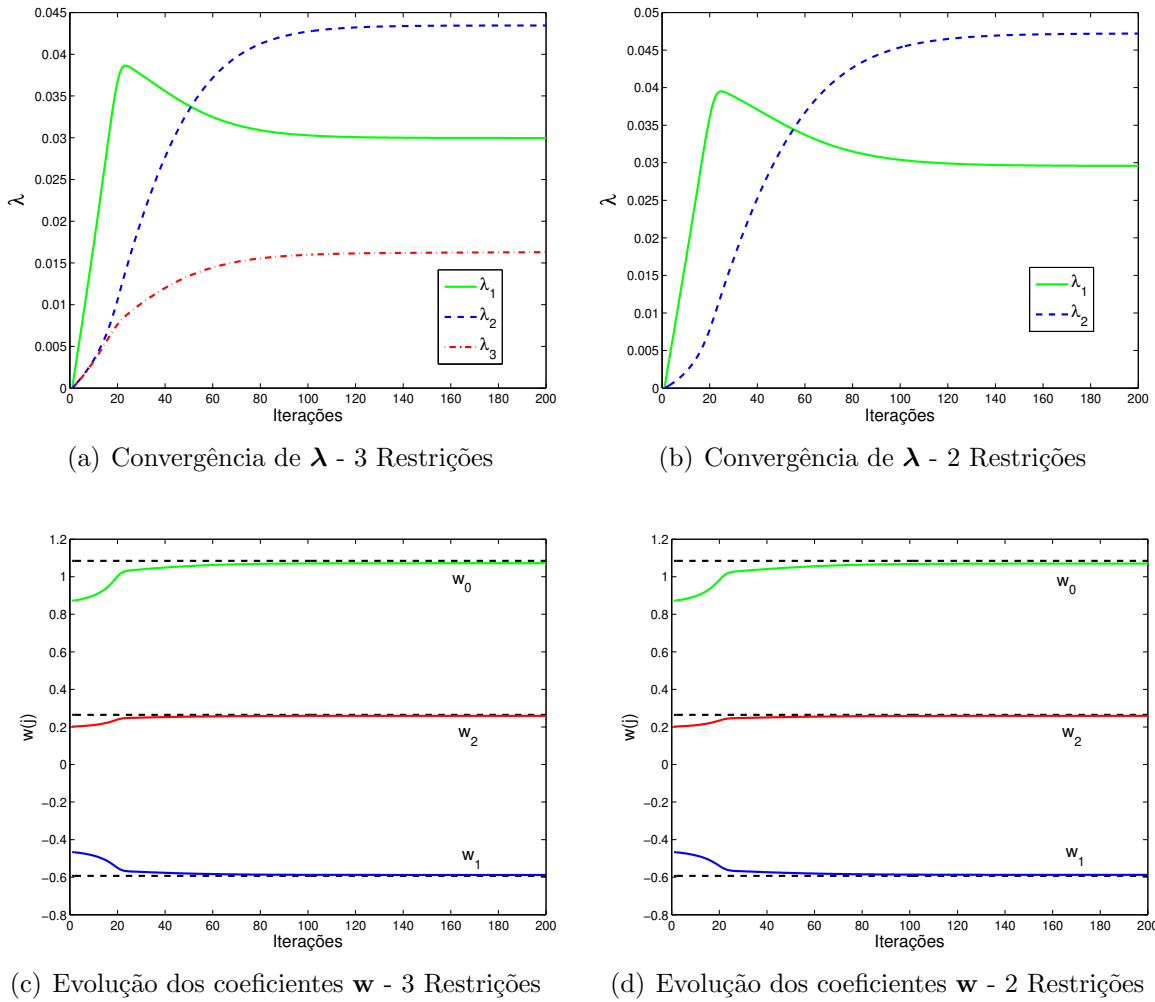 0.045
0.04
0.035
0.03
0.025
0.02
0.015
0.01
0.005
0
λ
0 20 40 60 80 100 120 140 160 180 200
Iterações
λ1
λ2
λ3
(a) Convergência de λ - 3 Restrições
0.05
0.045
0.04
0.035
0.03
0.025
0.02
0.015
0.01
0.005
0
λ
0 20 40 60 80 100 120 140 160 180 200
Iterações
λ1
λ2
(b) Convergência de λ - 2 Restrições
1.2
1
0.8
0.6
0.4
0.2
0
−0.2
−0.4
−0.6
−0.8
w(j)
w0
w2
w1
0 20 40 60 80 100 120 140 160 180 200
Iterações
(c) Evolução dos coeficientes w - 3 Restrições
1.2
1
0.8
0.6
0.4
0.2
0
−0.2
−0.4
−0.6
−0.8
w(j)
w0
w2
w1
0 20 40 60 80 100 120 140 160 180 200
Iterações
(d) Evolução dos coeficientes w - 2 Restrições